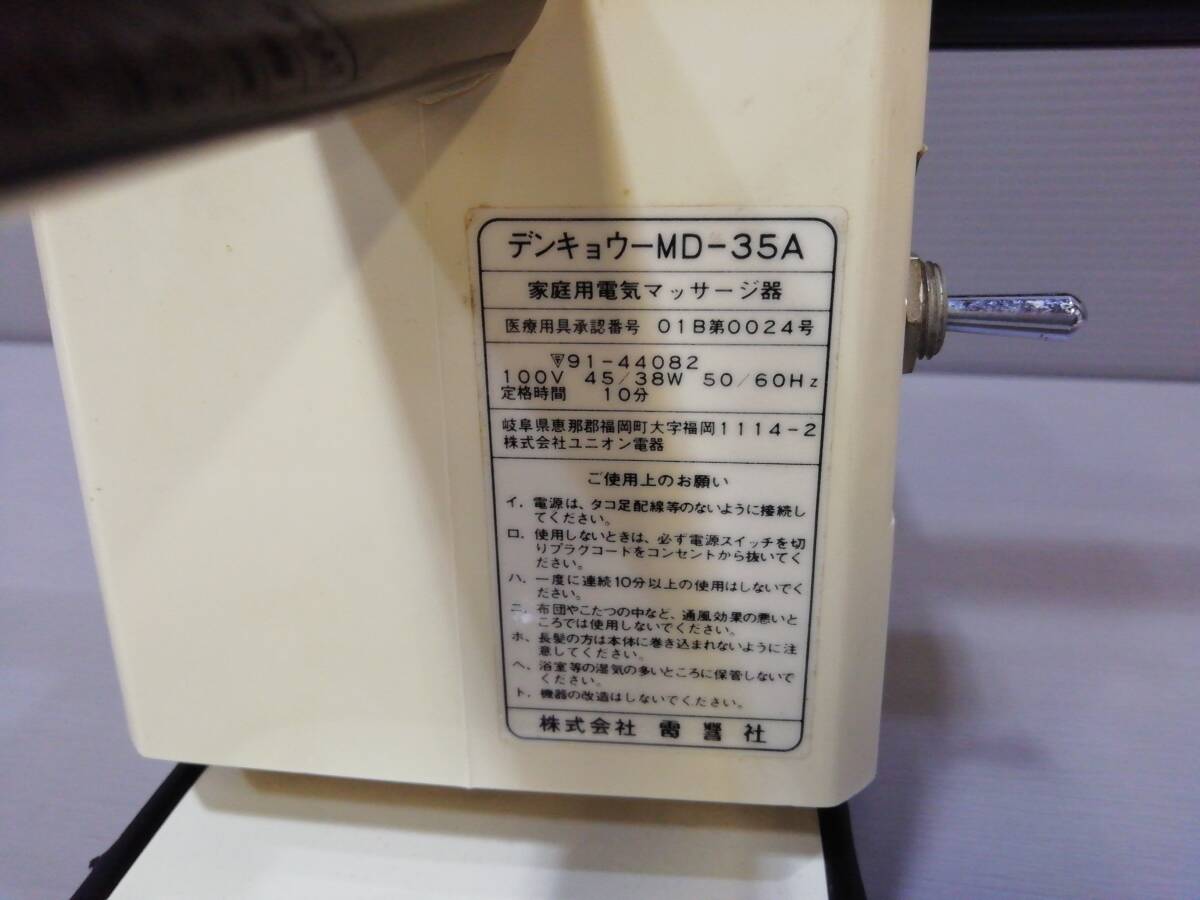 デンキョウーMD-35A
家庭用電気マッサージ器
医療用具承認番号 01B第0024号
91-44082
100V 45/38W 50/60Hz
定格時間 10分
岐阜県恵那郡福岡町大字福岡1114-2
株式会社ユニオン電器
ご使用上のお願い
イ. 電源は、タコ足配線等のないように接続し
てください。
ロ. 使用しないときは、必ず電源スイッチを切
りプラグコードをコンセントから抜いてく
ださい。
ハ. 一度に連続10分以上の使用はしないでく
ださい。
ニ. 布団やこたつの中など、通風効果の悪いと
ころでは使用しないでください。
ホ. 長髪の方は本体に巻き込まれないように注
意してください。
ヘ. 浴室等の湿気の多いところに保管しないで
ください。
ト. 機器の改造はしないでください。
株式会社